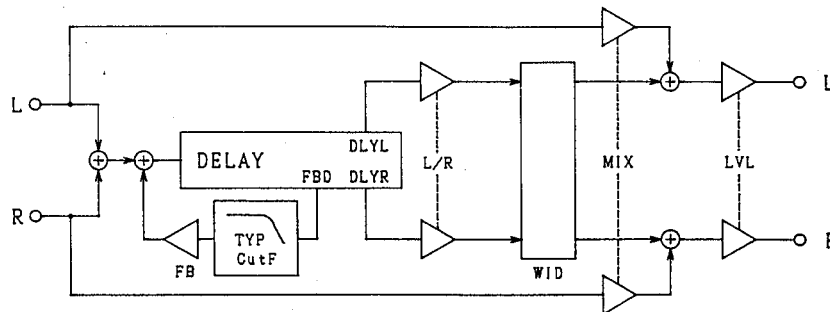 L
L
DLYL
DELAY
L/R
MIX
LVL
FBD
DLYR
R
TYP
CutF
FB
WID